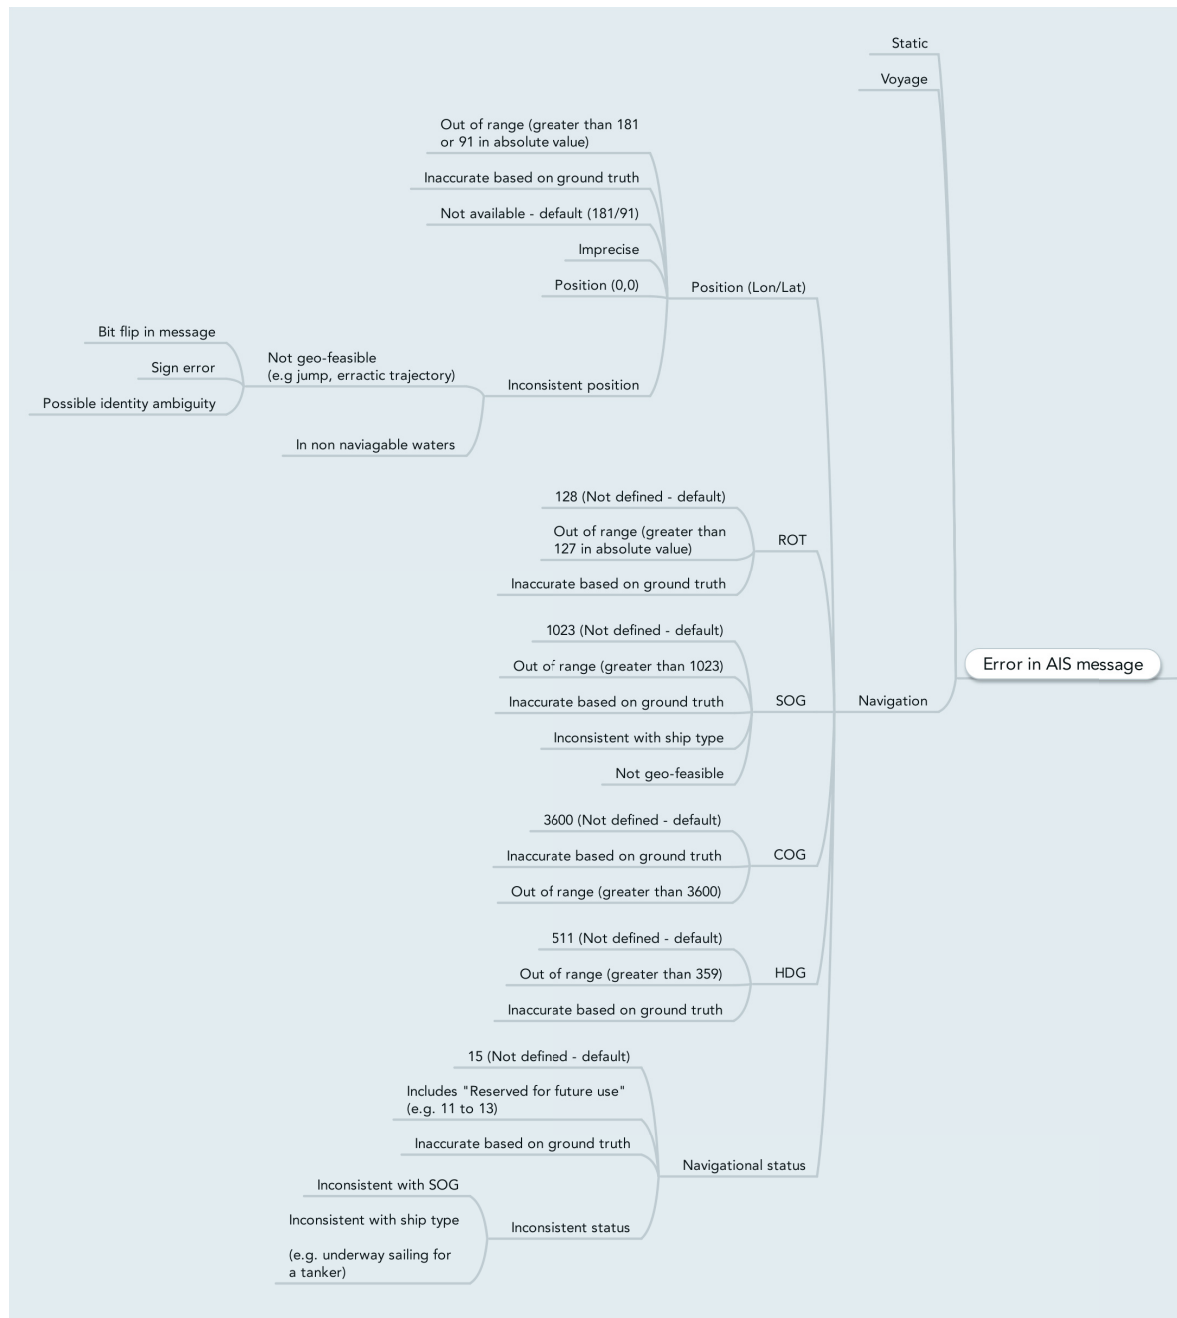 Static
Voyage
Out of range (greater than 181
or 91 in absolute value)
Inaccurate based on ground truth
Not available - default (181/91)
Imprecise
Position (0,0)
Position (Lon/Lat)
Bit flip in message
Sign error
Possible identity ambiguity
Not geo-feasible
(e.g jump, erractic trajectory)
Inconsistent position
In non naviagable waters
128 (Not defined - default)
Out of range (greater than
127 in absolute value)
ROT
Inaccurate based on ground truth
1023 (Not defined - default)
Out of range (greater than 1023)
Inaccurate based on ground truth
SOG
Inconsistent with ship type
Not geo-feasible
Navigation
Error in AIS message
3600 (Not defined - default)
Inaccurate based on ground truth
COG
Out of range (greater than 3600)
511 (Not defined - default)
Out of range (greater than 359)
HDG
Inaccurate based on ground truth
15 (Not defined - default)
Includes "Reserved for future use"
(e.g. 11 to 13)
Inaccurate based on ground truth
Navigational status
Inconsistent with SOG
Inconsistent with ship type
(e.g. underway sailing for
a tanker)
Inconsistent status